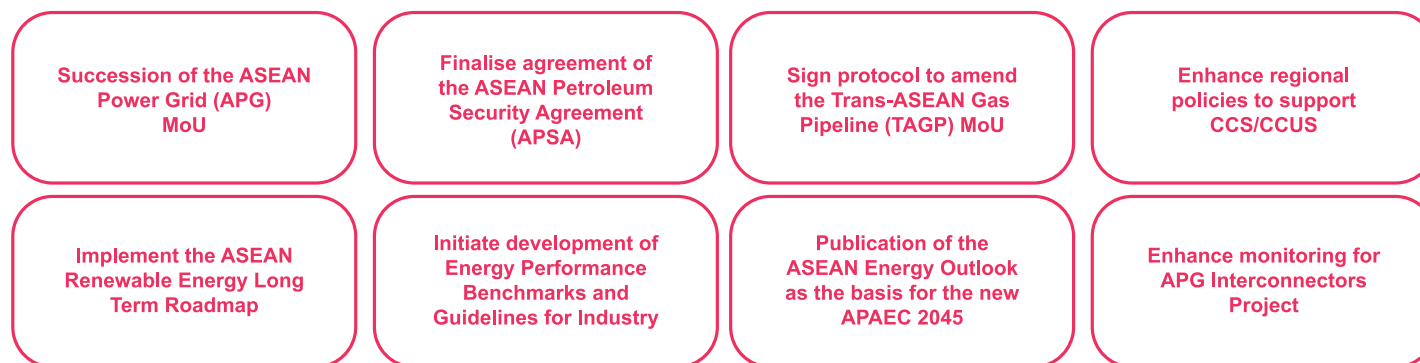 Succession of the ASEAN
Power Grid (APG)
MoU
Finalise agreement of
the ASEAN Petroleum
Security Agreement
(APSA)
Sign protocol to amend
the Trans-ASEAN Gas
Pipeline (TAGP) MoU
Enhance regional
policies to support
CCS/CCUS
Implement the ASEAN
Renewable Energy Long
Term Roadmap
Initiate development of
Energy Performance
Benchmarks and
Guidelines for Industry
Publication of the
ASEAN Energy Outlook
as the basis for the new
APAEC 2045
Enhance monitoring for
APG Interconnectors
Project